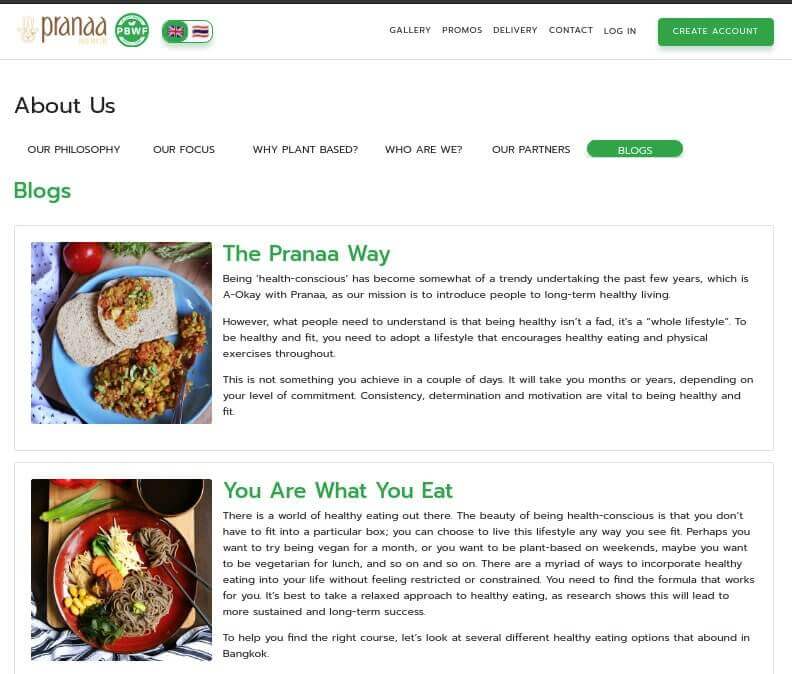 pranaa
PBWF
GALLERY PROMOS DELIVERY CONTACT LOG IN CREATE ACCOUNT
About Us
OUR PHILOSOPHY OUR FOCUS WHY PLANT BASED? WHO ARE WE? OUR PARTNERS BLOGS
Blogs
The Pranaa Way
Being ‘health-conscious’ has become somewhat of a trendy undertaking the past few years, which is
A-Okay with Pranaa, as our mission is to introduce people to long-term healthy living.
However, what people need to understand is that being healthy isn’t a fad, it’s a “whole lifestyle”. To
be healthy and fit, you need to adopt a lifestyle that encourages healthy eating and physical
exercises throughout.
This is not something you achieve in a couple of days. It will take you months or years, depending on
your level of commitment. Consistency, determination and motivation are vital to being healthy and
fit.
You Are What You Eat
There is a world of healthy eating out there. The beauty of being health-conscious is that you don’t
have to fit into a particular box; you can choose to live this lifestyle any way you see fit. Perhaps you
want to try being vegan for a month, or you want to be plant-based on weekends, maybe you want
to be vegetarian for lunch, and so on and so on. There are a myriad of ways to incorporate healthy
eating into your life without feeling restricted or constrained. You need to find the formula that works
for you. It’s best to take a relaxed approach to healthy eating, as research shows this will lead to
more sustained and long-term success.
To help you find the right course, let’s look at several different healthy eating options that abound in
Bangkok.